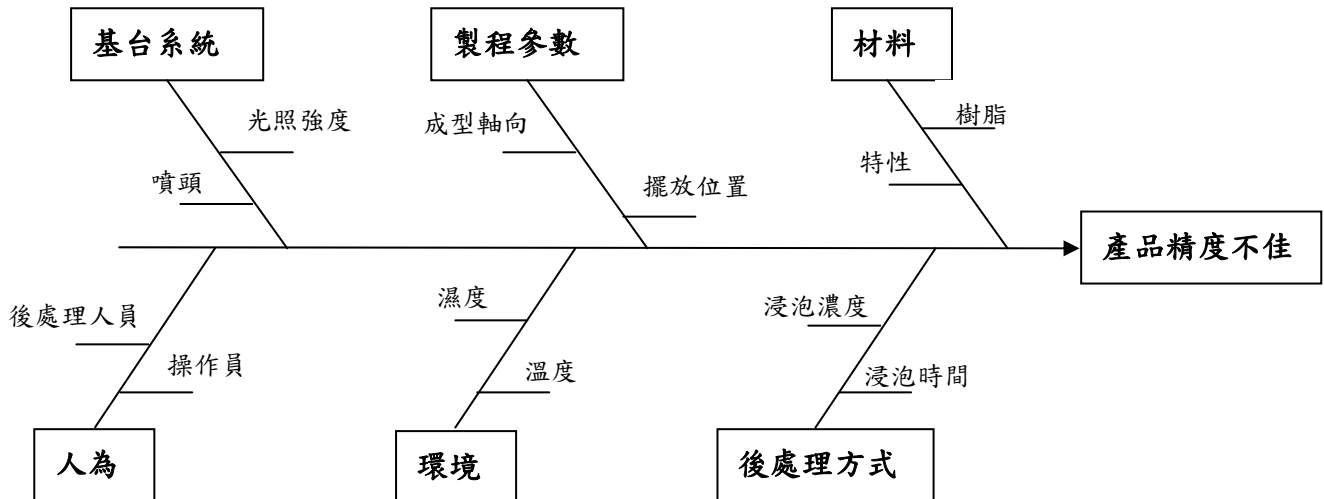 基台系統
製程參數
材料
光照強度
成型軸向
樹脂
噴頭
擺放位置
特性
產品精度不佳
後處理人員
操作員
濕度
溫度
浸泡濃度
浸泡時間
人為
環境
後處理方式